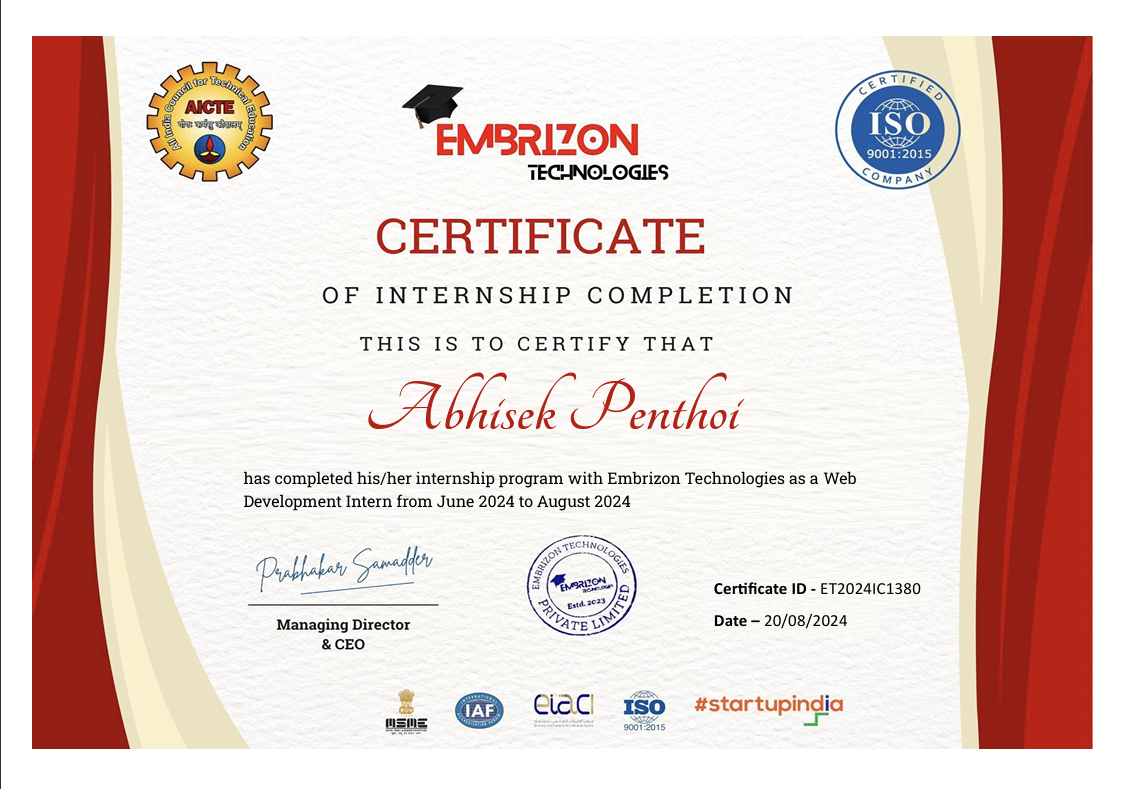 All India Council for Technical Education
AICTE
योगः कर्मसु कौशलम्
EMBRIZON
TECHNOLOGIES
CERTIFIED
ISO
9001:2015
COMPANY
CERTIFICATE
OF INTERNSHIP COMPLETION
THIS IS TO CERTIFY THAT
Abhisek Penthoi
has completed his/her internship program with Embrizon Technologies as a Web
Development Intern from June 2024 to August 2024
Prabhakar Samadder
Managing Director
& CEO
EMBRIZON TECHNOLOGIES
EMBRIZON
TECHNOLOGIES
Estd. 2023
PRIVATE LIMITED
Certificate ID - ET2024IC1380
Date – 20/08/2024
MSME
IAF
eiaci
ISO
9001:2015
#startupindia